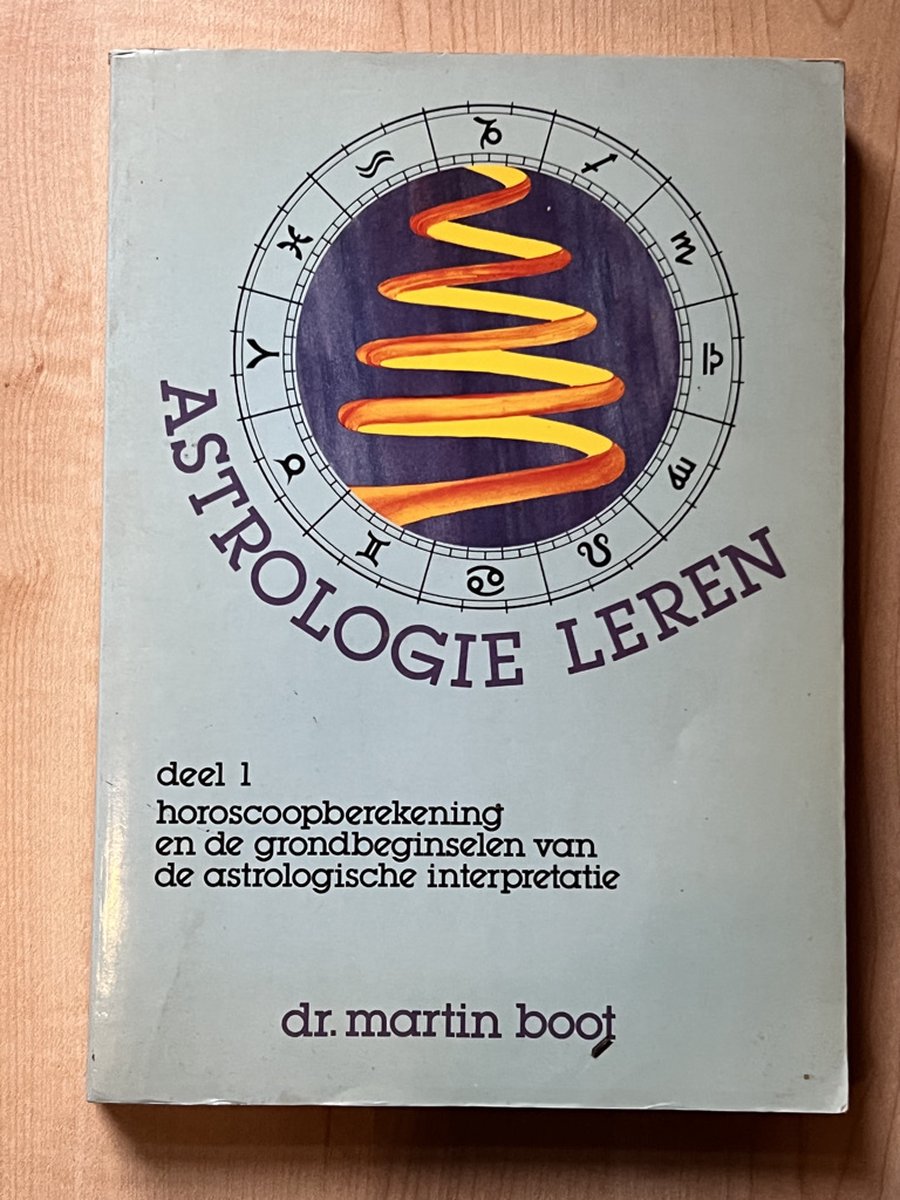 ASTROLOGIE LEREN
deel 1
horoscoopberekening
en de grondbeginselen van
de astrologische interpretatie
dr. martin boot